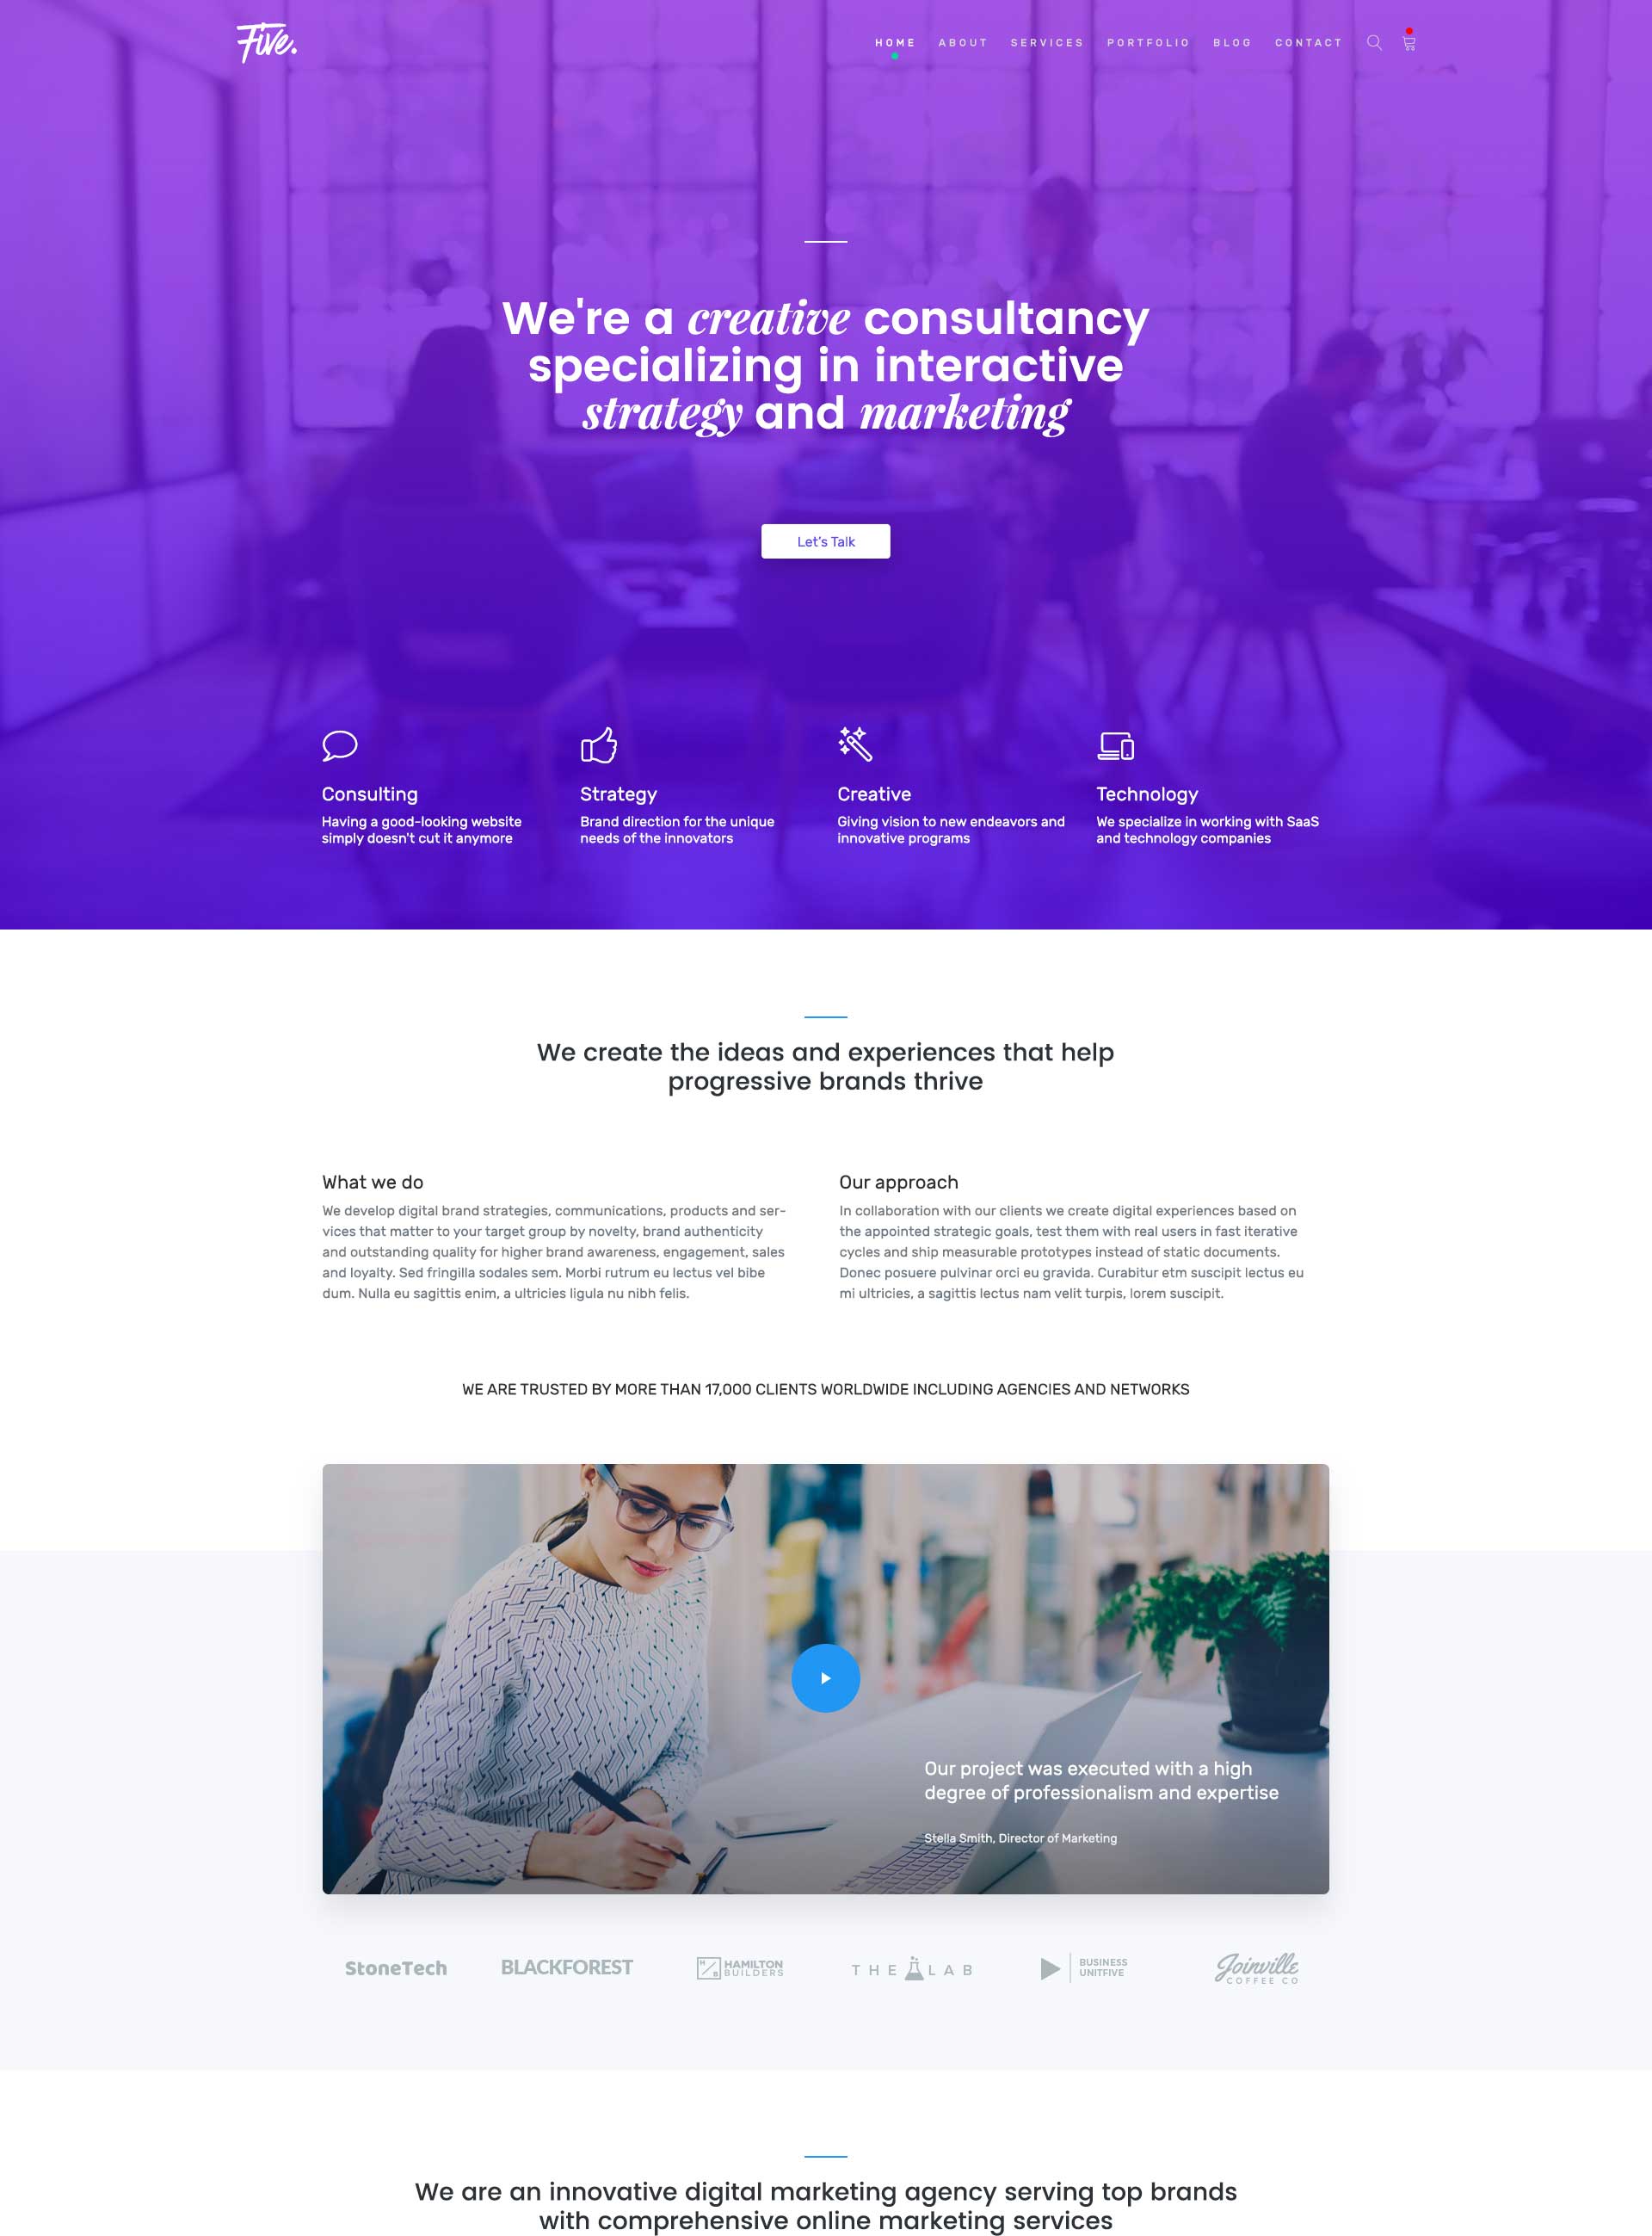 Five.
HOME ABOUT SERVICES PORTFOLIO BLOG CONTACT
We're a creative consultancy
specializing in interactive
strategy and marketing
Let's Talk
Consulting
Having a good-looking website
simply doesn't cut it anymore
Strategy
Brand direction for the unique
needs of the innovators
Creative
Giving vision to new endeavors and
innovative programs
Technology
We specialize in working with SaaS
and technology companies
We create the ideas and experiences that help
progressive brands thrive
What we do
We develop digital brand strategies, communications, products and ser-
vices that matter to your target group by novelty, brand authenticity
and outstanding quality for higher brand awareness, engagement, sales
and loyalty. Sed fringilla sodales sem. Morbi rutrum eu lectus vel bibe
dum. Nulla eu sagittis enim, a ultricies ligula nu nibh felis.
Our approach
In collaboration with our clients we create digital experiences based on
the appointed strategic goals, test them with real users in fast iterative
cycles and ship measurable prototypes instead of static documents.
Donec posuere pulvinar orci eu gravida. Curabitur etm suscipit lectus eu
mi ultricies, a sagittis lectus nam velit turpis, lorem suscipit.
WE ARE TRUSTED BY MORE THAN 17,000 CLIENTS WORLDWIDE INCLUDING AGENCIES AND NETWORKS
Our project was executed with a high
degree of professionalism and expertise
Stella Smith, Director of Marketing
StoneTech
BLACKFOREST
H B HAMILTON
BUILDERS
THE LAB
BUSINESS
UNITFIVE
Joinville
COFFEE CO
We are an innovative digital marketing agency serving top brands
with comprehensive online marketing services